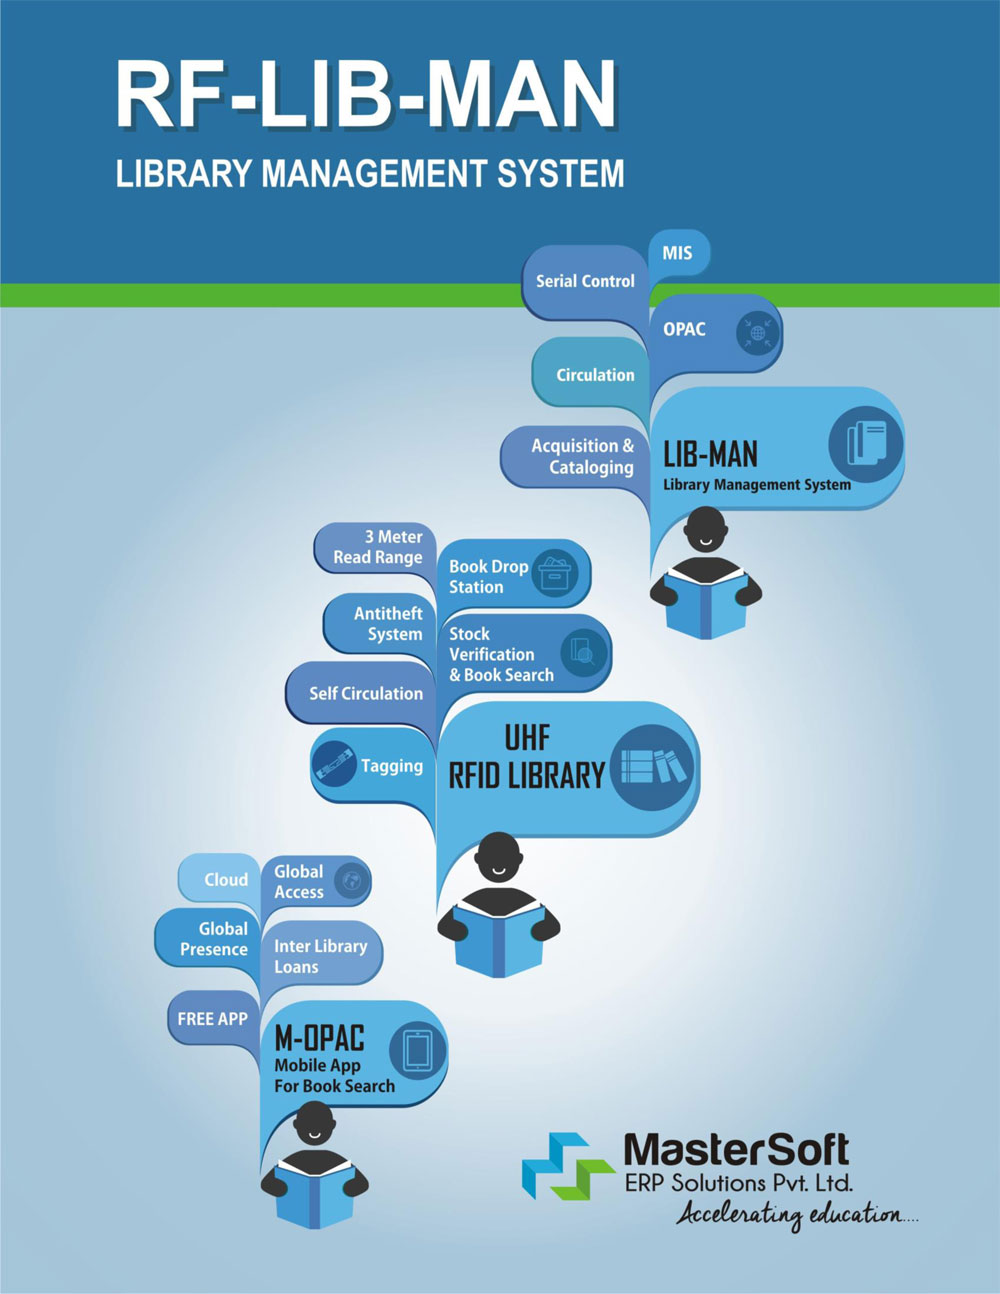 RF-LIB-MAN
LIBRARY MANAGEMENT SYSTEM
MIS
Serial Control
OPAC
Circulation
Acquisition &
Cataloging
LIB-MAN
Library Management System
3 Meter
Read Range
Book Drop
Station
Antitheft
System
Stock
Verification
& Book Search
Self Circulation
UHF
RFID LIBRARY
Tagging
Cloud
Global
Access
Global
Presence
Inter Library
Loans
FREE APP
M-OPAC
Mobile App
For Book Search
MasterSoft
ERP Solutions Pvt. Ltd.
Accelerating education....